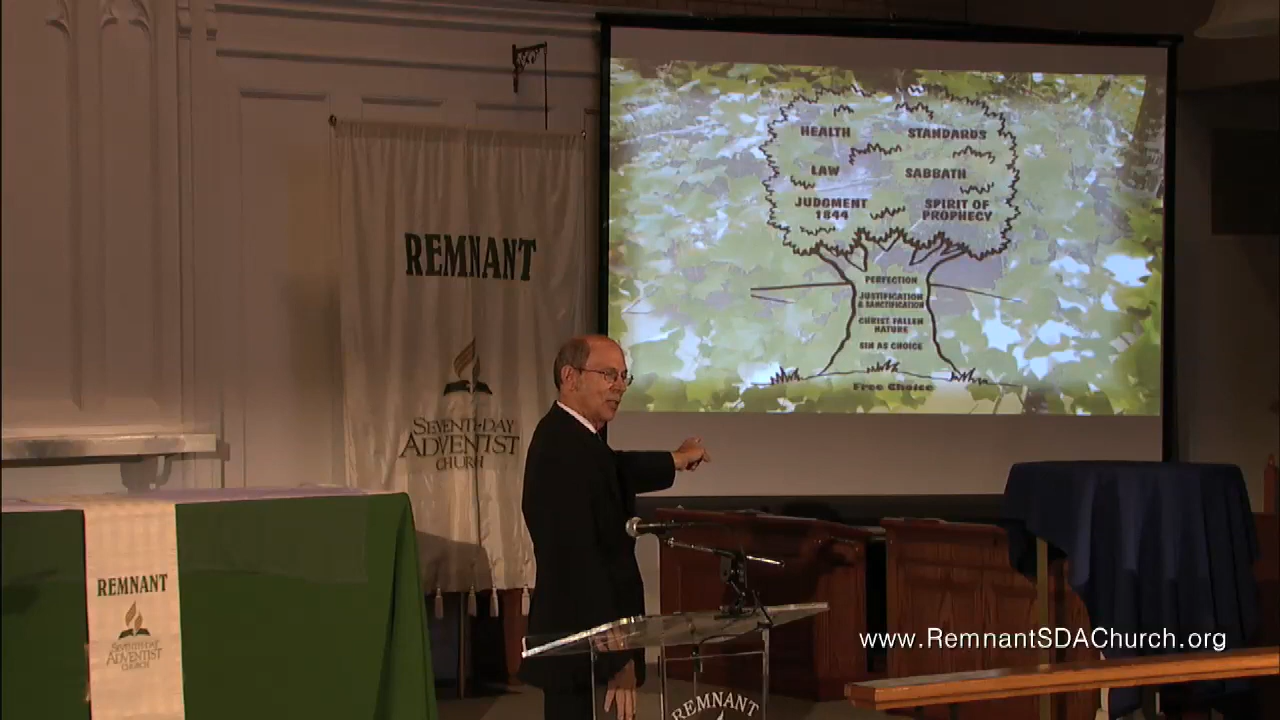 REMNANT
SEVENTH-DAY
ADVENTIST
CHURCH
HEALTH
STANDARDS
LAW
SABBATH
JUDGMENT
1844
SPIRIT OF
PROPHECY
PERFECTION
JUSTIFICATION
& SANCTIFICATION
CHRIST FALLEN
NATURE
SIN AS CHOICE
Free Choice
REMNANT
SEVENTH-DAY
ADVENTIST
CHURCH
REMNANT
www.RemnantSDAChurch.org